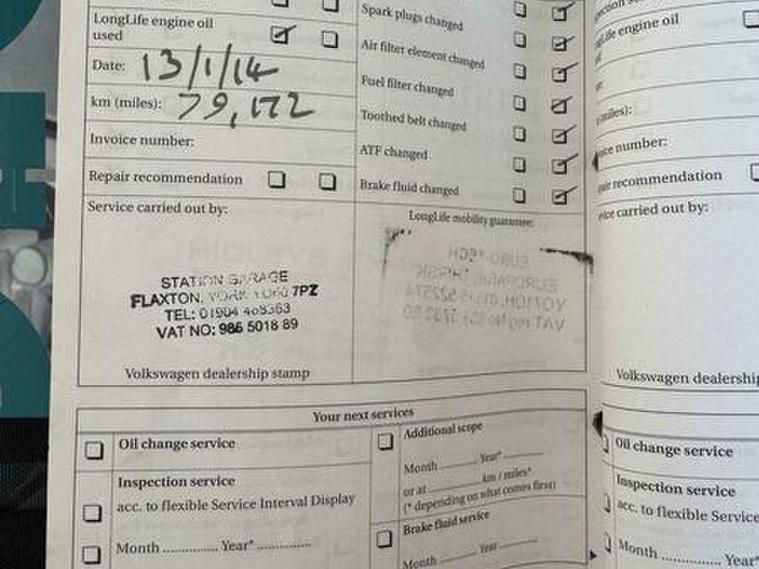 LongLife engine oil
used
Date: 13/1/14
km (miles): 79,172
Invoice number:
Repair recommendation
Service carried out by:
STATION GARAGE
FLAXTON, YORK YO60 7PZ
TEL: 01904 468363
VAT NO: 986 5018 89
Volkswagen dealership stamp
Spark plugs changed
Air filter element changed
Fuel filter changed
Toothed belt changed
ATF changed
Brake fluid changed
LongLife mobility guarantee:
EURO TECH
Your next services
Oil change service
Inspection service
acc. to flexible Service Interval Display
Month ............. Year* .............
Additional scope
Month ......... Year* .........
or at ......... km / miles*
(* depending on what comes first)
Brake fluid service
Month ......... Year .........
engine oil
miles):
number:
recommendation
carried out by:
Volkswagen dealership
Oil change service
Inspection service
acc. to flexible Service
Month ............. Year*